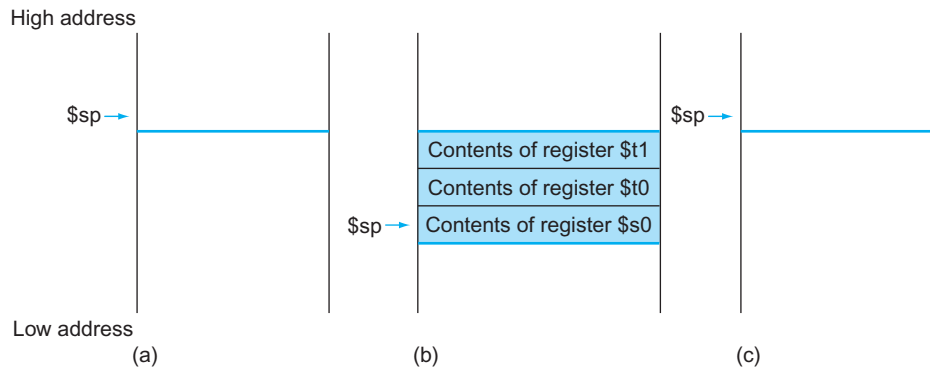 High address
$sp
$sp
Contents of register $t1
Contents of register $t0
$sp
Contents of register $s0
Low address
(a)
(b)
(c)